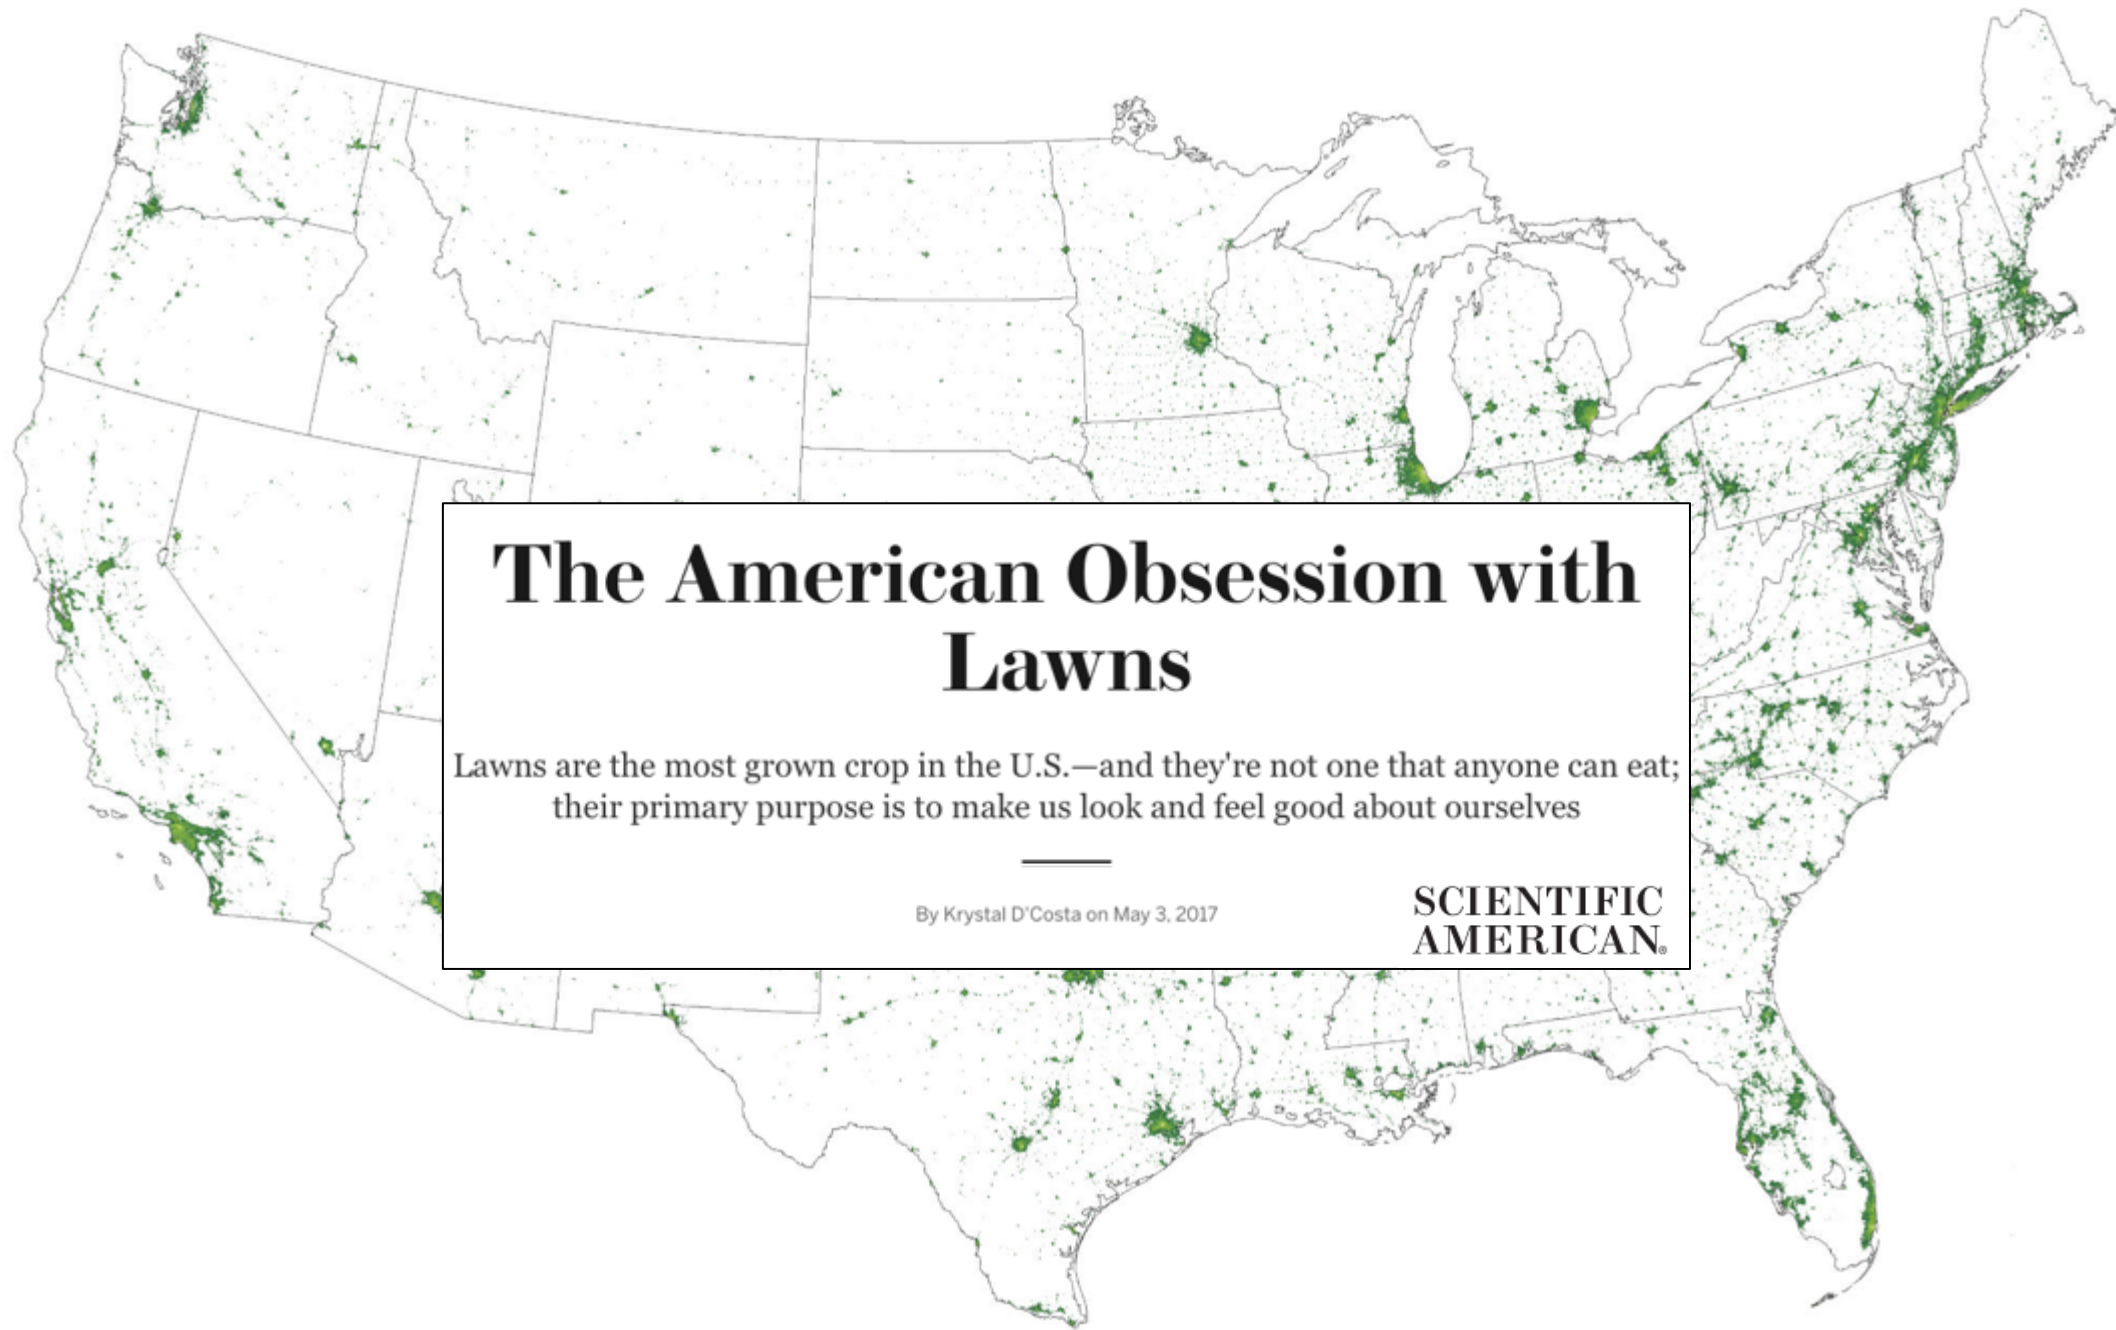 The American Obsession with
Lawns
Lawns are the most grown crop in the U.S.—and they're not one that anyone can eat;
their primary purpose is to make us look and feel good about ourselves
By Krystal D'Costa on May 3, 2017
SCIENTIFIC
AMERICAN®